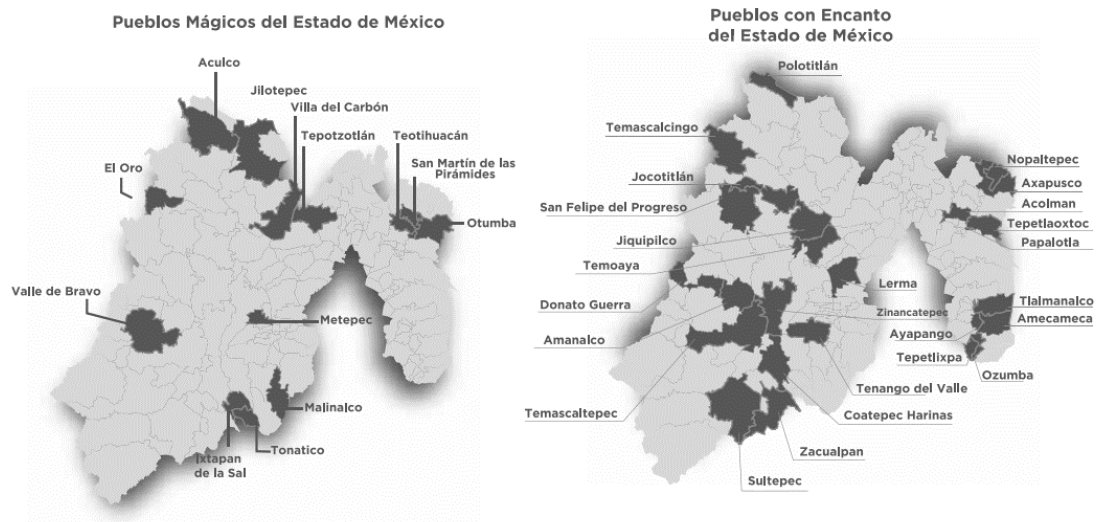 Pueblos Mágicos del Estado de México
Aculco
Jilotepec
Villa del Carbón
Tepotzotlán
Teotihuacán
San Martín de las
Pirámides
El Oro
Otumba
Valle de Bravo
Metepec
Malinalco
Tonatico
Ixtapan
de la Sal
Pueblos con Encanto
del Estado de México
Polotitlán
Temascalcingo
Nopaltepec
Jocotitlán
Axapusco
San Felipe del Progreso
Acolman
Tepetlaoxtoc
Jiquipilco
Papalotla
Temoaya
Lerma
Donato Guerra
Zinancatepec
Tlalmanalco
Amanalco
Ayapango
Amecameca
Tepetlixpa
Ozumba
Tenango del Valle
Temascaltepec
Coatepec Harinas
Zacualpan
Sultepec